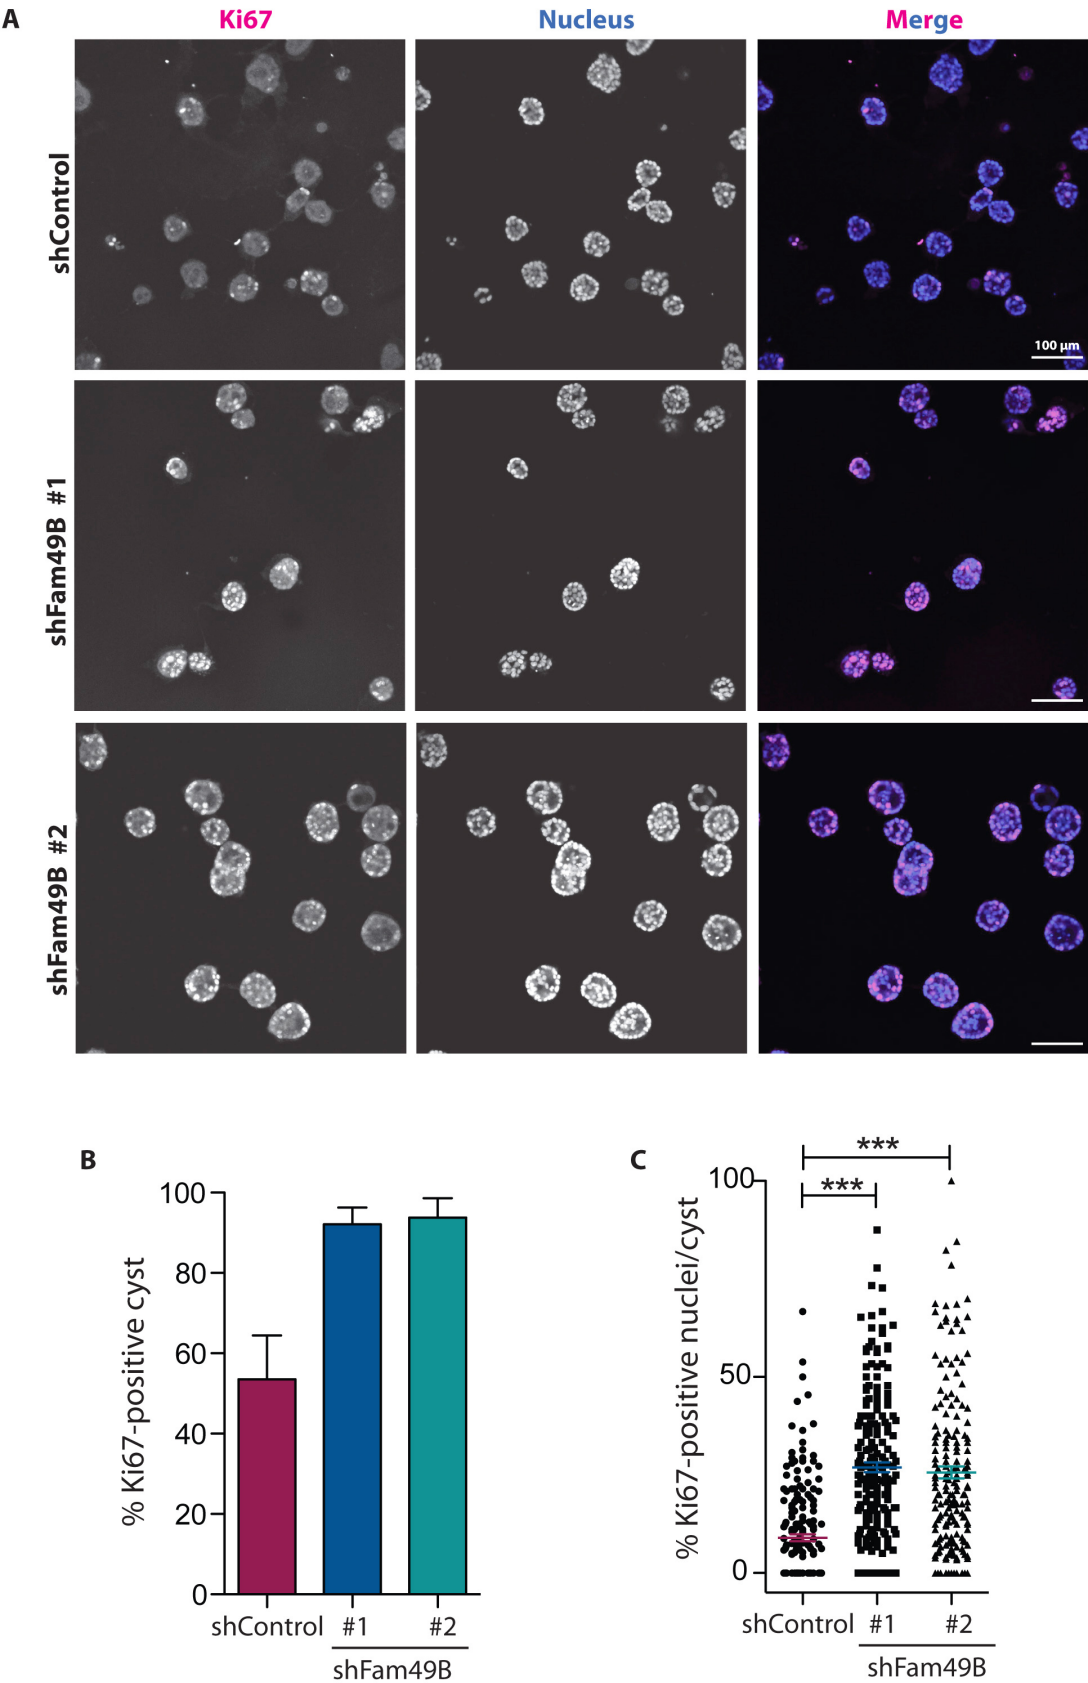 A
Ki67 Nucleus Merge
shControl
100 µm
shFam49B #1
shFam49B #2
B
% Ki67-positive cyst
100
80
60
40
20
0
shControl #1 #2
shFam49B
C
% Ki67-positive nuclei/cyst
***
***
100
50
0
shControl #1 #2
shFam49B